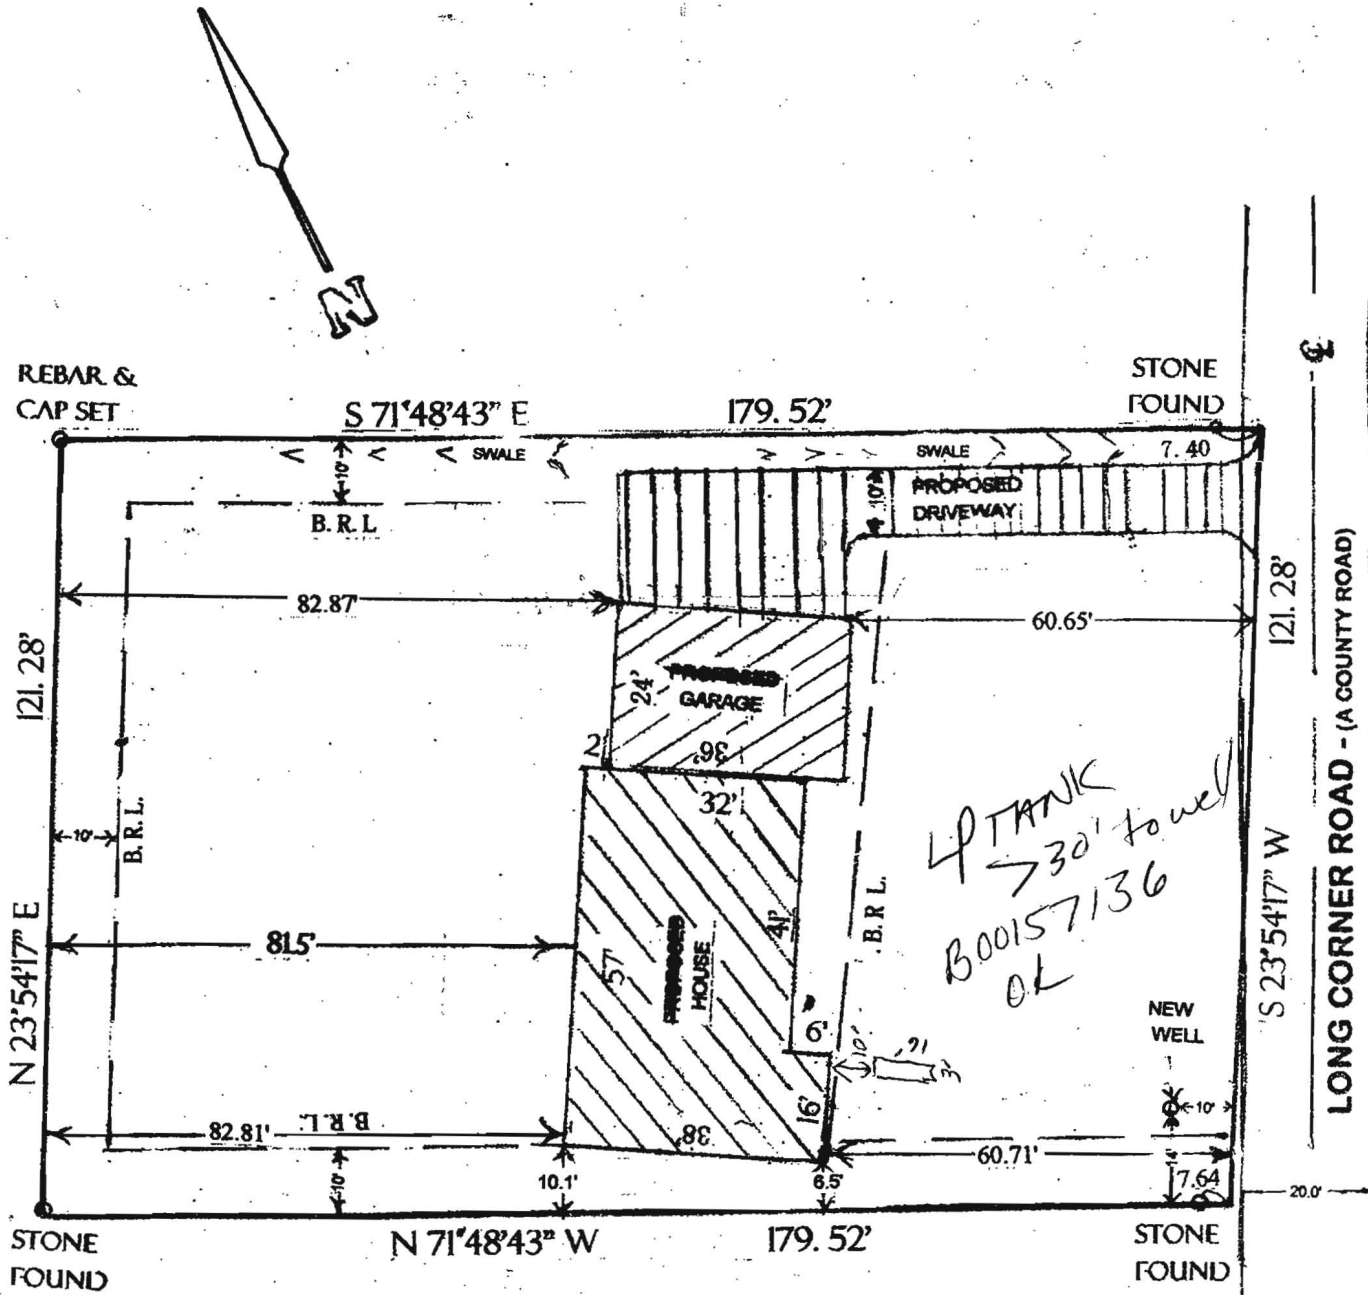 N
REBAR &
CAP SET
S 71°48'43" E
179.52'
STONE
FOUND
7.40
SWALE
SWALE
10'
B.R.L
10'
PROPOSED
DRIVEWAY
82.87'
60.65'
121.28'
121.28'
PROPOSED
GARAGE
24'
36'
2'
32'
LP TANK
>30' to well
B00157136
OK
10'
B.R.L.
B.R.L.
N 23°54'17" E
S 23°54'17" W
LONG CORNER ROAD - (A COUNTY ROAD)
81.5'
57'
41'
PROPOSED
HOUSE
6'
10'
3'
16'
NEW
WELL
10'
14'
82.81'
B.R.L.
38'
60.71'
10'
10.1'
6.5'
7.64
20.0'
STONE
FOUND
N 71°48'43" W
179.52'
STONE
FOUND